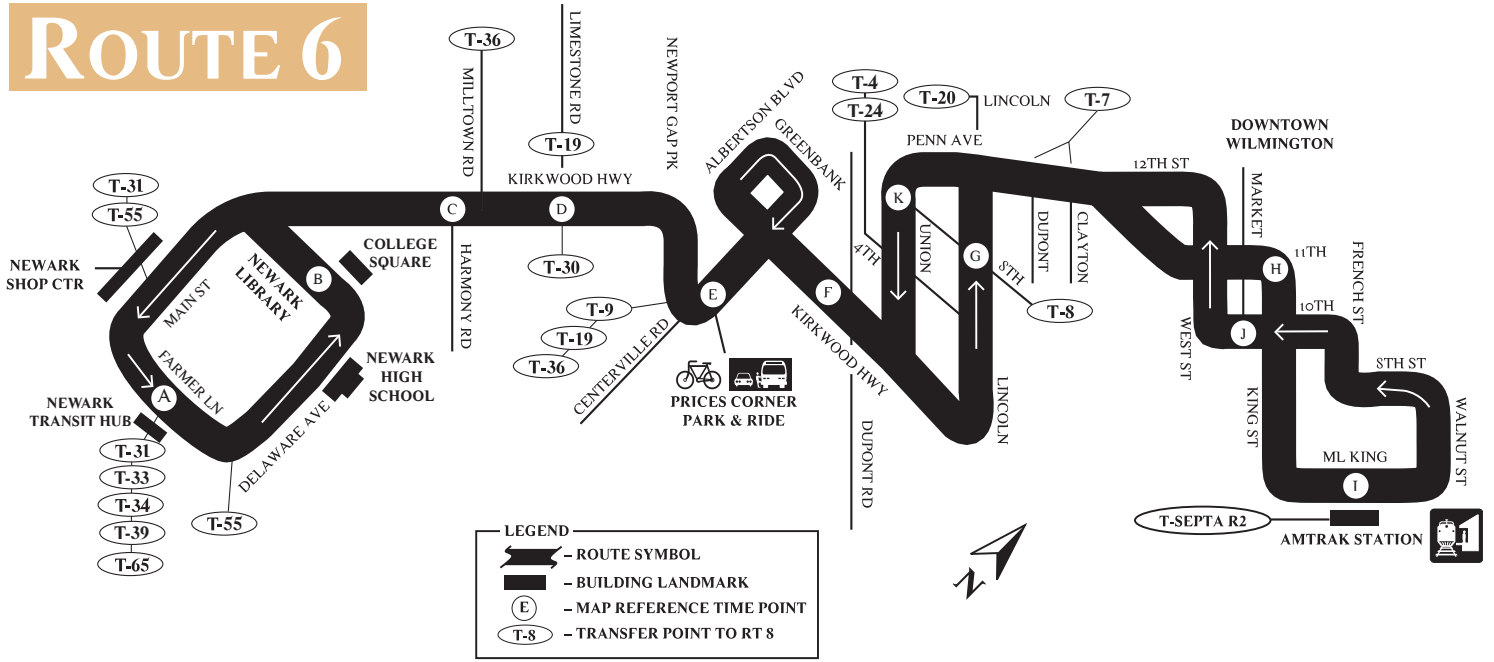 ROUTE 6
T-36
MILLTOWN RD
LIMESTONE RD
T-19
KIRKWOOD HWY
NEWPORT GAP PK
ALBERTSON BLVD
GREENBANK
T-4
T-24
T-20
LINCOLN
PENN AVE
T-7
12TH ST
DOWNTOWN
WILMINGTON
MARKET
T-31
T-55
NEWARK
SHOP CTR
MAIN ST
NEWARK
LIBRARY
B
COLLEGE
SQUARE
C
D
HARMONY RD
T-30
T-9
T-19
T-36
CENTERVILLE RD
E
PRICES CORNER
PARK & RIDE
F
KIRKWOOD HWY
DUPONT RD
4TH
K
UNION
G
8TH
T-8
LINCOLN
DUPONT
CLAYTON
H
11TH
10TH
FRENCH ST
WEST ST
J
KING ST
8TH ST
WALNUT ST
ML KING
I
T-SEPTA R2
AMTRAK STATION
FARMER LN
A
NEWARK
TRANSIT HUB
NEWARK
HIGH
SCHOOL
DELAWARE AVE
T-31
T-33
T-34
T-39
T-65
T-55
LEGEND
– ROUTE SYMBOL
– BUILDING LANDMARK
E – MAP REFERENCE TIME POINT
T-8 – TRANSFER POINT TO RT 8
N